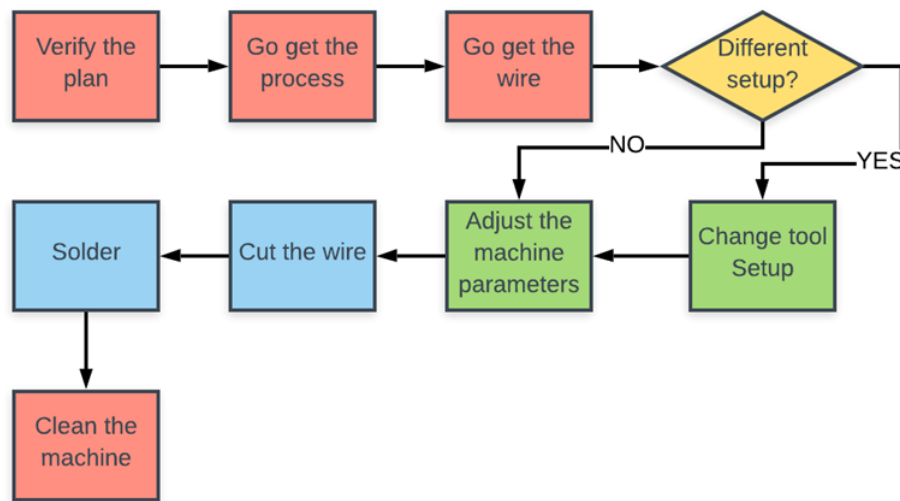 Verify the
plan
Go get the
process
Go get the
wire
Different
setup?
NO
YES
Solder
Cut the wire
Adjust the
machine
parameters
Change tool
Setup
Clean the
machine